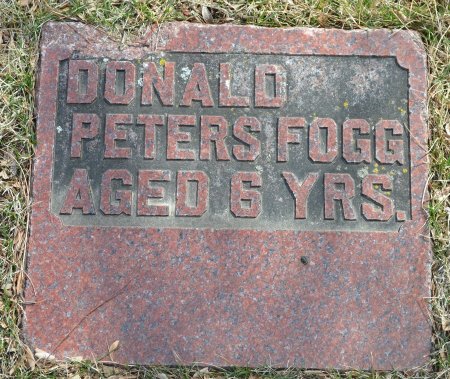 DONALD
PETERS FOGG
AGED 6 YRS.